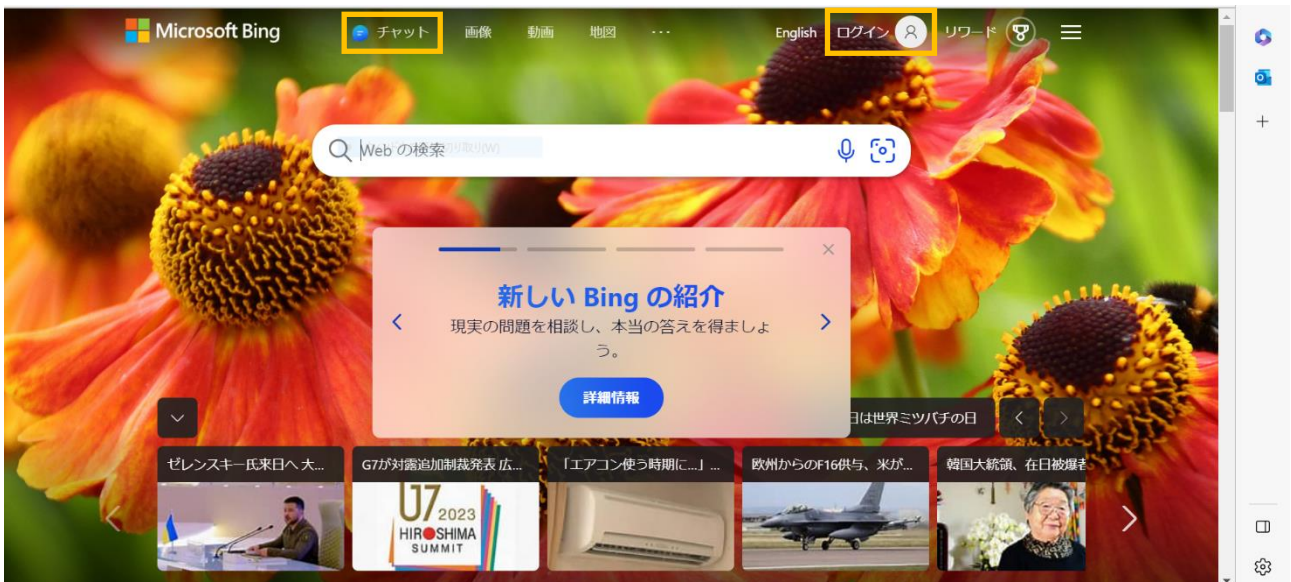 Microsoft Bing
チャット
画像
動画
地図
English
ログイン
リワード
Web の検索
切り取り(W)
新しい Bing の紹介
現実の問題を相談し、本当の答えを得ましょ
う。
詳細情報
日は世界ミツバチの日
ゼレンスキー氏来日へ 大...
G7が対露追加制裁発表 広...
「エアコン使う時期に...」...
欧州からのF16供与、米が...
韓国大統領、在日被爆者
2023
HIROSHIMA
SUMMIT